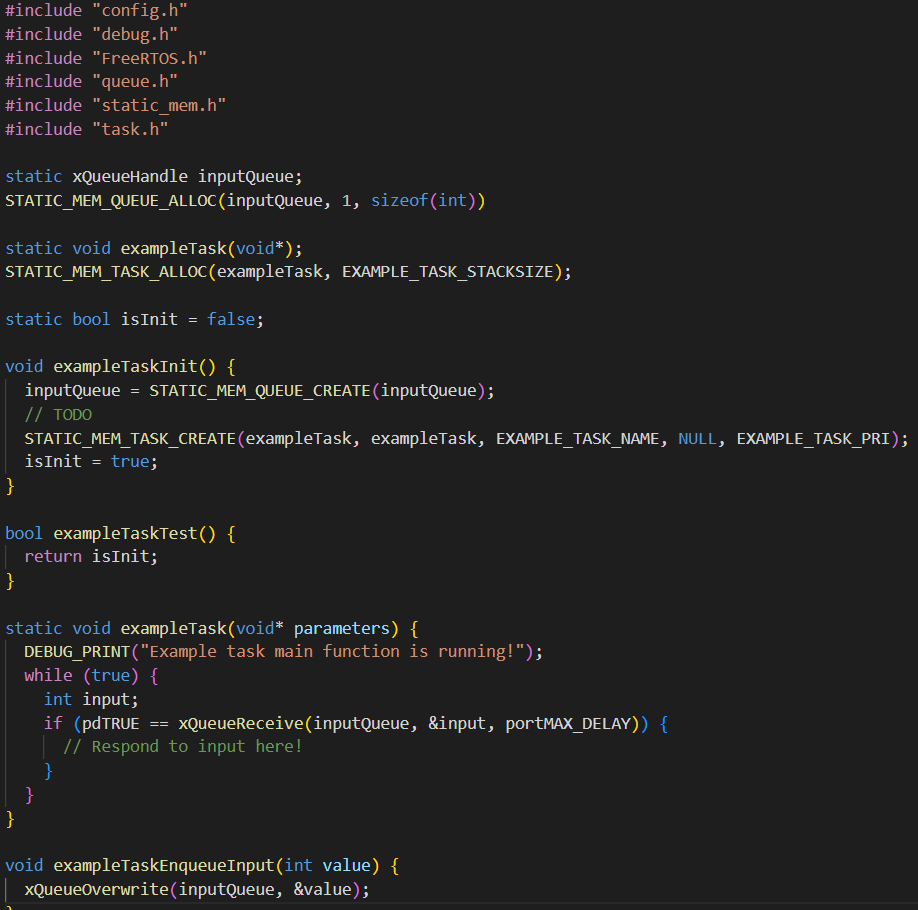 #include "config.h"
#include "debug.h"
#include "FreeRTOS.h"
#include "queue.h"
#include "static_mem.h"
#include "task.h"

static xQueueHandle inputQueue;
STATIC_MEM_QUEUE_ALLOC(inputQueue, 1, sizeof(int))

static void exampleTask(void*);
STATIC_MEM_TASK_ALLOC(exampleTask, EXAMPLE_TASK_STACKSIZE);

static bool isInit = false;

void exampleTaskInit() {
  inputQueue = STATIC_MEM_QUEUE_CREATE(inputQueue);
  // TODO
  STATIC_MEM_TASK_CREATE(exampleTask, exampleTask, EXAMPLE_TASK_NAME, NULL, EXAMPLE_TASK_PRI);
  isInit = true;
}

bool exampleTaskTest() {
  return isInit;
}

static void exampleTask(void* parameters) {
  DEBUG_PRINT("Example task main function is running!");
  while (true) {
    int input;
    if (pdTRUE == xQueueReceive(inputQueue, &input, portMAX_DELAY)) {
      // Respond to input here!
    }
  }
}

void exampleTaskEnqueueInput(int value) {
  xQueueOverwrite(inputQueue, &value);
}